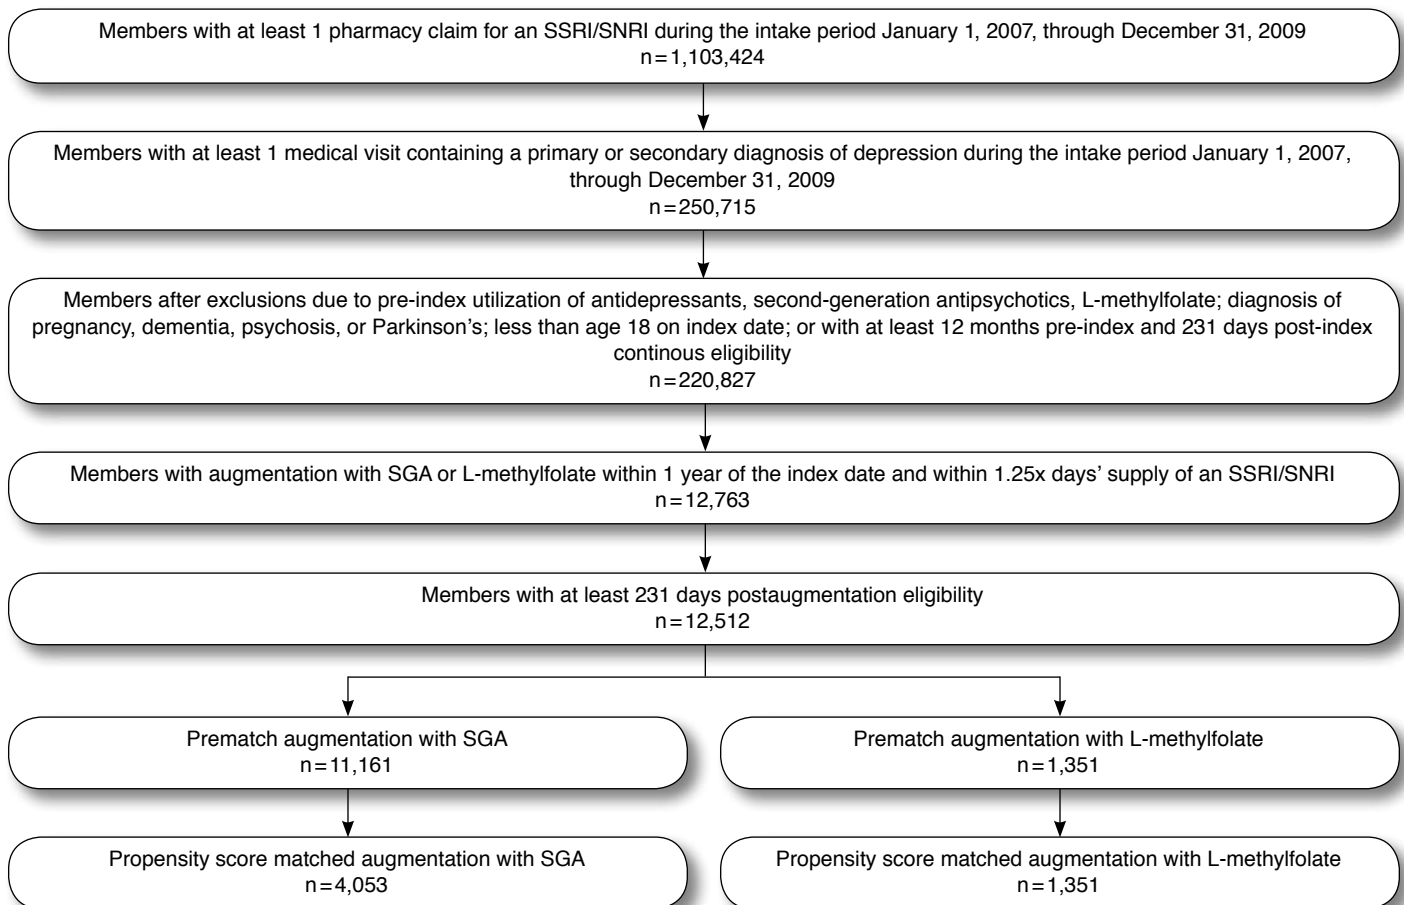 Members with at least 1 pharmacy claim for an SSRI/SNRI during the intake period January 1, 2007, through December 31, 2009
n=1,103,424
Members with at least 1 medical visit containing a primary or secondary diagnosis of depression during the intake period January 1, 2007,
through December 31, 2009
n=250,715
Members after exclusions due to pre-index utilization of antidepressants, second-generation antipsychotics, L-methylfolate; diagnosis of
pregnancy, dementia, psychosis, or Parkinson's; less than age 18 on index date; or with at least 12 months pre-index and 231 days post-index
continous eligibility
n=220,827
Members with augmentation with SGA or L-methylfolate within 1 year of the index date and within 1.25x days' supply of an SSRI/SNRI
n=12,763
Members with at least 231 days postaugmentation eligibility
n=12,512
Prematch augmentation with SGA
n=11,161
Prematch augmentation with L-methylfolate
n=1,351
Propensity score matched augmentation with SGA
n=4,053
Propensity score matched augmentation with L-methylfolate
n=1,351